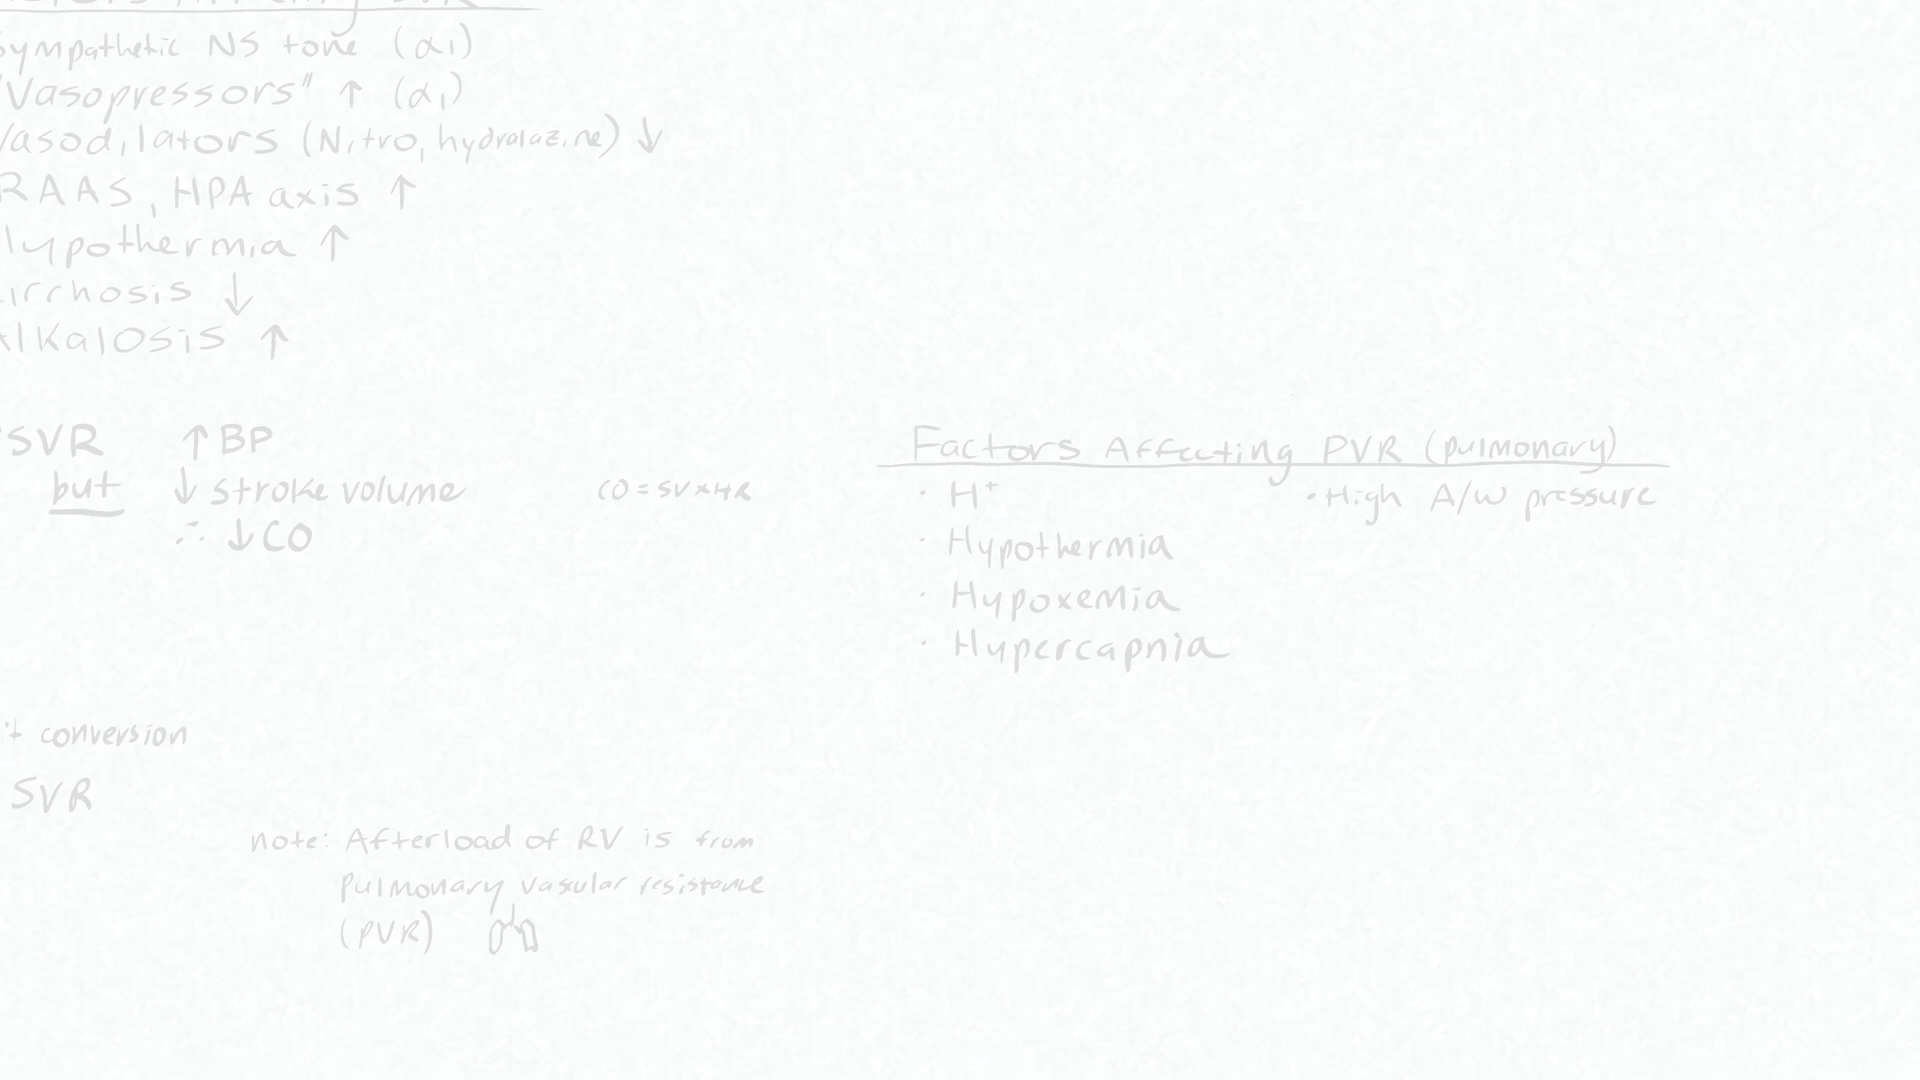 Sympathetic NS tone (α1)
"Vasopressors" ↑ (α1)
Vasodilators (Nitro, hydralazine) ↓
RAAS, HPA axis ↑
Hypothermia ↑
Cirrhosis ↓
Alkalosis ↑
SVR ↑ BP
but ↓ stroke volume
∴ ↓ CO
CO = SV × HR
Factors Affecting PVR (pulmonary)
· H+
· Hypothermia
· Hypoxemia
· Hypercapnia
· High A/W pressure
conversion
SVR
note: Afterload of RV is from
pulmonary vascular resistance
(PVR)